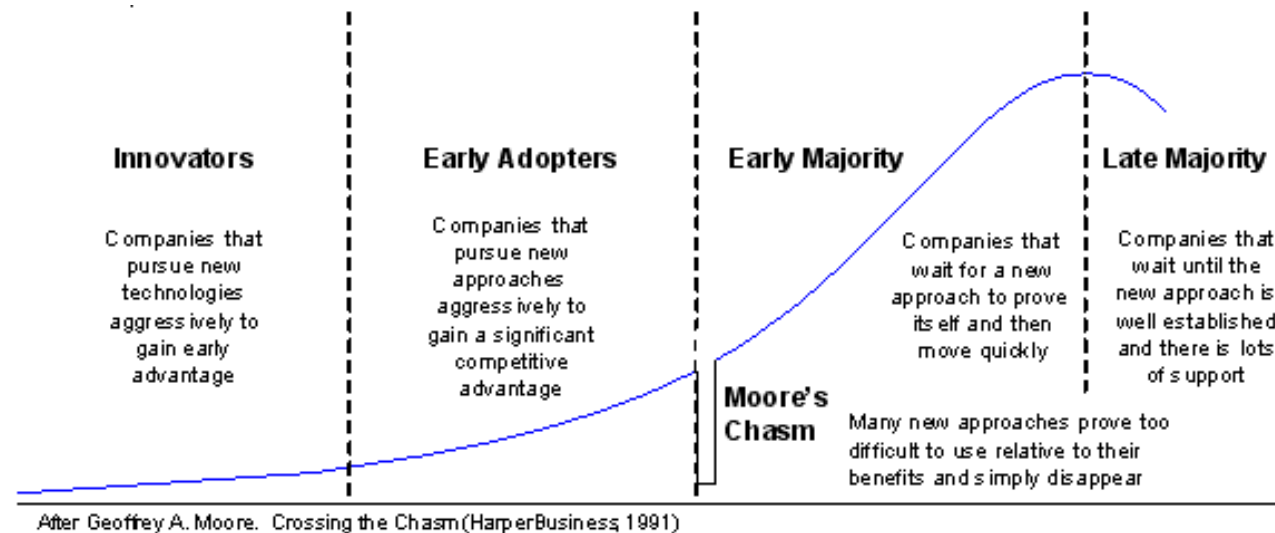 Innovators
Companies that
pursue new
technologies
aggressively to
gain early
advantage
Early Adopters
Companies that
pursue new
approaches
aggressively to
gain a significant
competitive
advantage
Early Majority
Companies that
wait for a new
approach to prove
itself and then
move quickly
Late Majority
Companies that
wait until the
new approach is
well established
and there is lots
of support
Moore's
Chasm
Many new approaches prove too
difficult to use relative to their
benefits and simply disappear
After Geoffrey A. Moore. Crossing the Chasm (HarperBusiness, 1991)